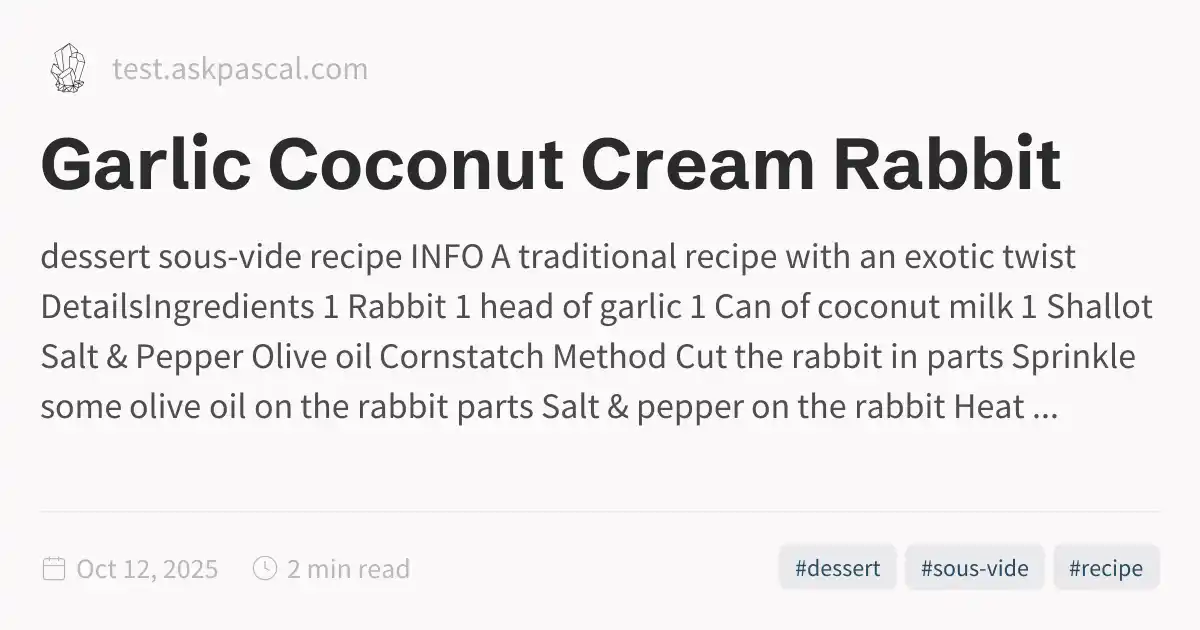 test.askpascal.com
Garlic Coconut Cream Rabbit
dessert sous-vide recipe INFO A traditional recipe with an exotic twist
DetailsIngredients 1 Rabbit 1 head of garlic 1 Can of coconut milk 1 Shallot
Salt & Pepper Olive oil Cornstatch Method Cut the rabbit in parts Sprinkle
some olive oil on the rabbit parts Salt & pepper on the rabbit Heat ...
Oct 12, 2025 2 min read #dessert #sous-vide #recipe